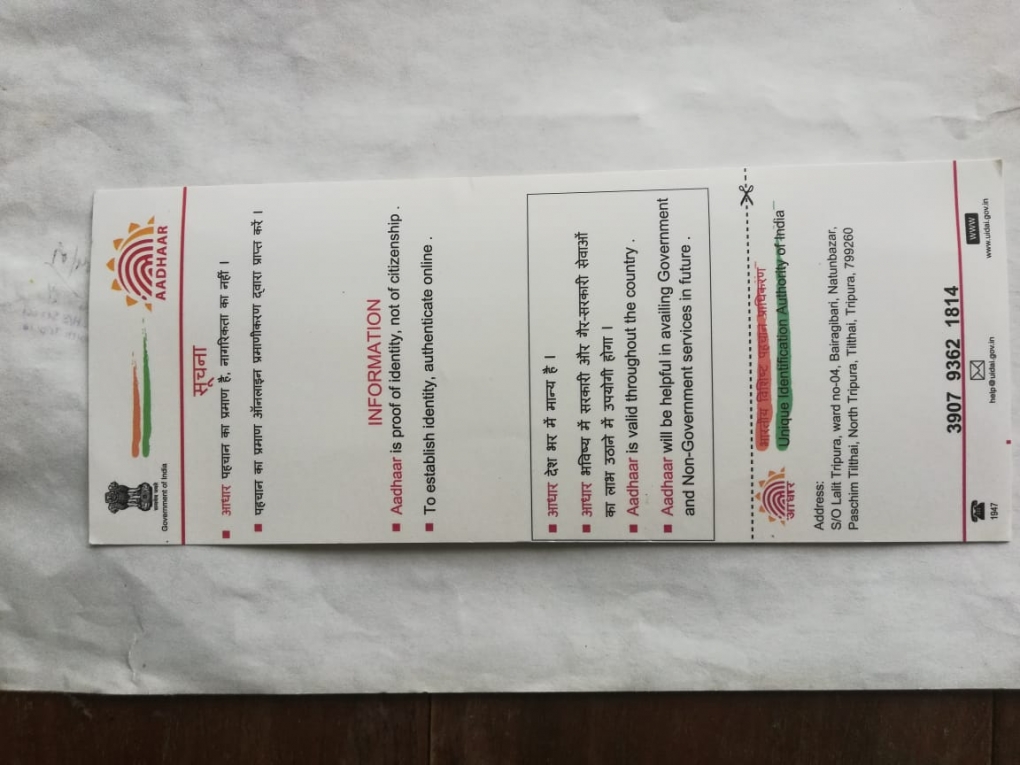 सत्यमेव जयते
Government of India
AADHAAR
सूचना
आधार पहचान का प्रमाण है, नागरिकता का नहीं ।
पहचान का प्रमाण ऑनलाइन प्रमाणीकरण द्वारा प्राप्त करें ।
INFORMATION
Aadhaar is proof of identity, not of citizenship .
To establish identity, authenticate online .
आधार देश भर में मान्य है ।
आधार भविष्य में सरकारी और गैर-सरकारी सेवाओं
का लाभ उठाने में उपयोगी होगा ।
Aadhaar is valid throughout the country .
Aadhaar will be helpful in availing Government
and Non-Government services in future .
आधार
भारतीय विशिष्ट पहचान प्राधिकरण
Unique Identification Authority of India
Address:
S/O Lalit Tripura, ward no-04, Bairagibari, Natunbazar,
Paschim Tilthai, North Tripura, Tilthai, Tripura, 799260
3907 9362 1814
1947
help@uidai.gov.in
www
www.uidai.gov.in